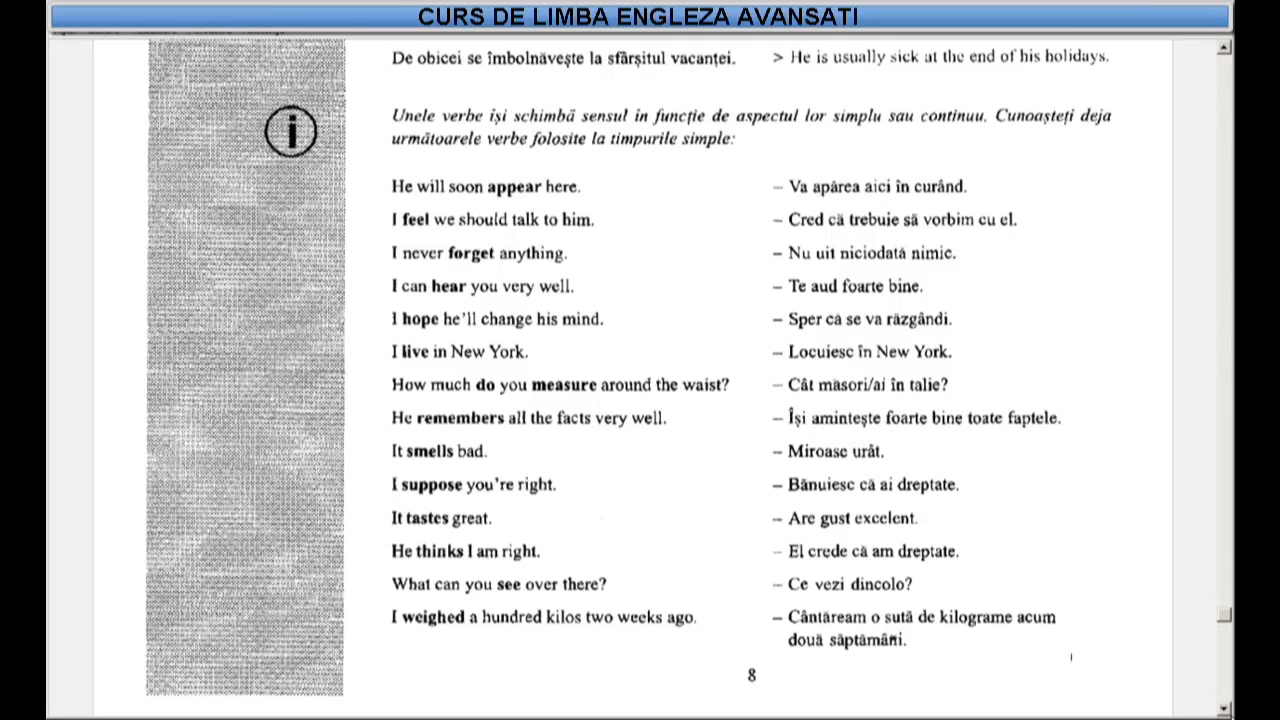 CURS DE LIMBA ENGLEZA AVANSATI
De obicei se îmbolnăvește la sfârșitul vacanței. > He is usually sick at the end of his holidays.
i
Unele verbe își schimbă sensul în funcție de aspectul lor simplu sau continuu. Cunoașteți deja
următoarele verbe folosite la timpurile simple:
He will soon appear here. – Va apărea aici în curând.
I feel we should talk to him. – Cred că trebuie să vorbim cu el.
I never forget anything. – Nu uit niciodată nimic.
I can hear you very well. – Te aud foarte bine.
I hope he'll change his mind. – Sper că se va răzgândi.
I live in New York. – Locuiesc în New York.
How much do you measure around the waist? – Cât măsori/ai în talie?
He remembers all the facts very well. – Își amintește foarte bine toate faptele.
It smells bad. – Miroase urât.
I suppose you're right. – Bănuiesc că ai dreptate.
It tastes great. – Are gust excelent.
He thinks I am right. – El crede că am dreptate.
What can you see over there? – Ce vezi dincolo?
I weighed a hundred kilos two weeks ago. – Cântăream o sută de kilograme acum
două săptămâni.
8